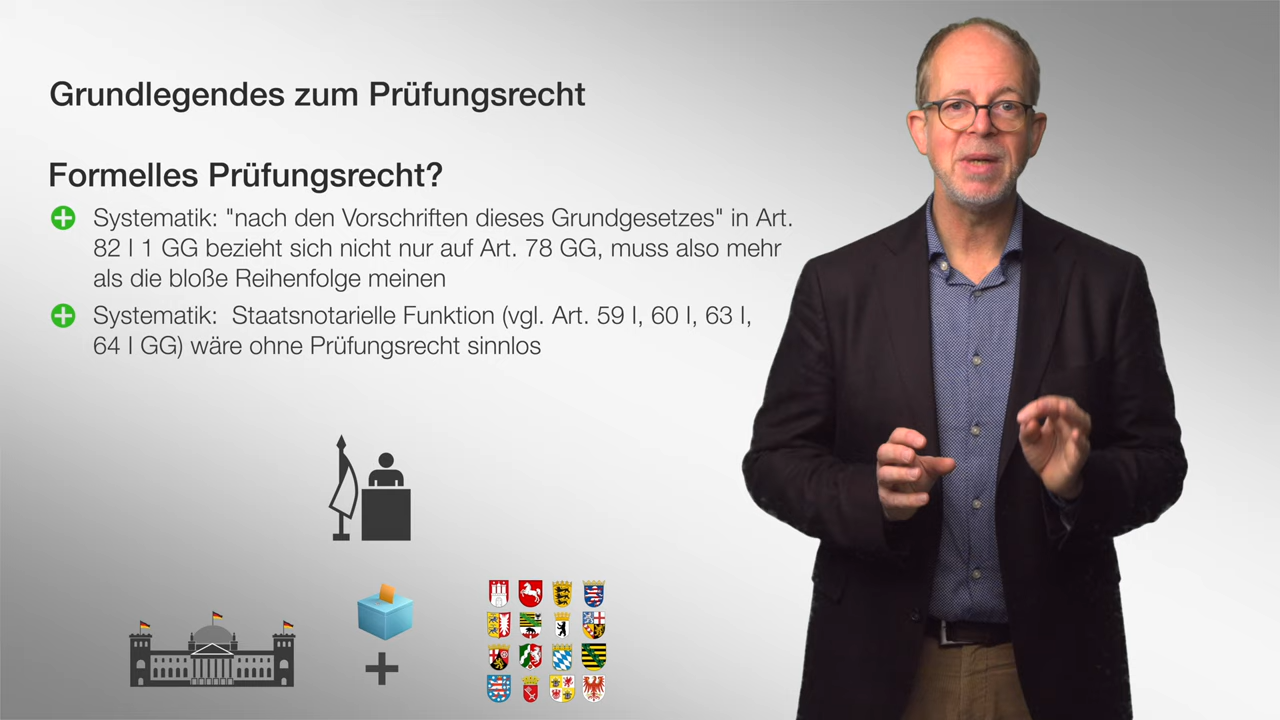 Grundlegendes zum Prüfungsrecht
Formelles Prüfungsrecht?
Systematik: "nach den Vorschriften dieses Grundgesetzes" in Art.
82 I 1 GG bezieht sich nicht nur auf Art. 78 GG, muss also mehr
als die bloße Reihenfolge meinen
Systematik:  Staatsnotarielle Funktion (vgl. Art. 59 I, 60 I, 63 I,
64 I GG) wäre ohne Prüfungsrecht sinnlos